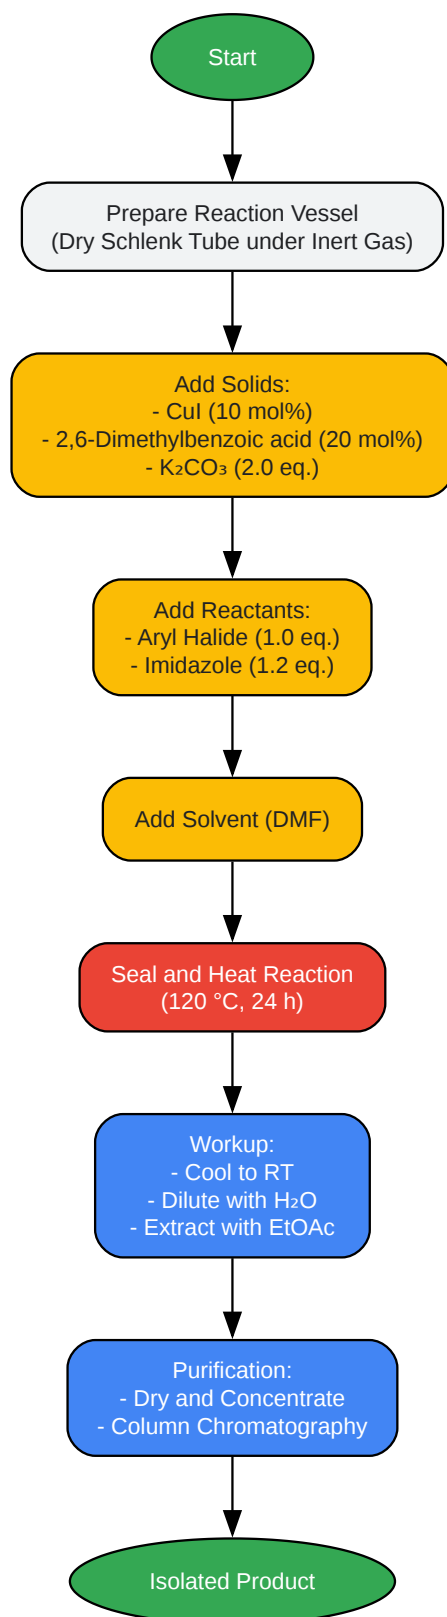 Start
Prepare Reaction Vessel
(Dry Schlenk Tube under Inert Gas)
Add Solids:
- CuI (10 mol%)
- 2,6-Dimethylbenzoic acid (20 mol%)
- K₂CO₃ (2.0 eq.)
Add Reactants:
- Aryl Halide (1.0 eq.)
- Imidazole (1.2 eq.)
Add Solvent (DMF)
Seal and Heat Reaction
(120 °C, 24 h)
Workup:
- Cool to RT
- Dilute with H₂O
- Extract with EtOAc
Purification:
- Dry and Concentrate
- Column Chromatography
Isolated Product